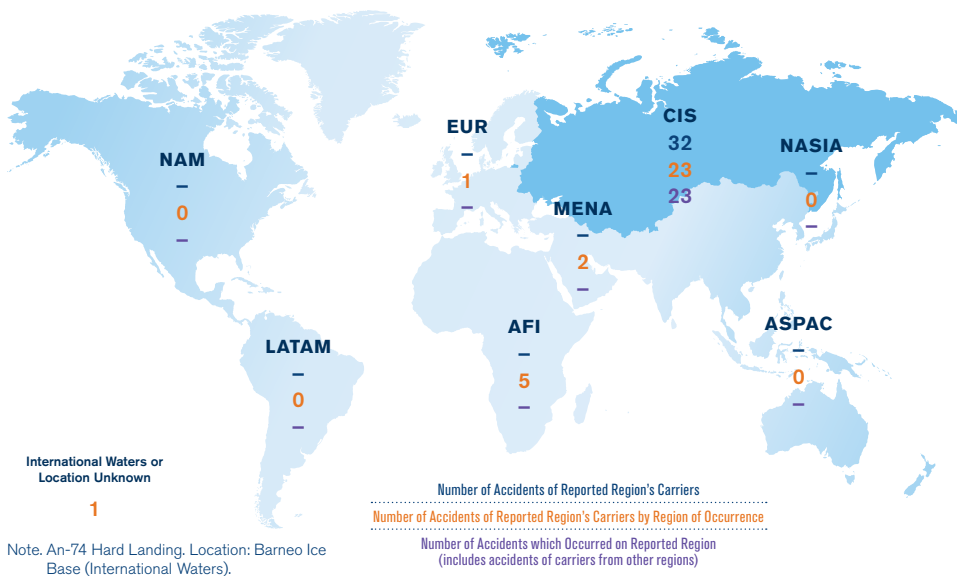 EUR
–
1
–
CIS
32
23
23
NASIA
–
0
–
NAM
–
0
–
MENA
–
2
–
AFI
–
5
–
ASPAC
–
0
–
LATAM
–
0
–
International Waters or
Location Unknown
1
Note. An-74 Hard Landing. Location: Barneo Ice
Base (International Waters).
Number of Accidents of Reported Region's Carriers
Number of Accidents of Reported Region's Carriers by Region of Occurrence
Number of Accidents which Occurred on Reported Region
(includes accidents of carriers from other regions)